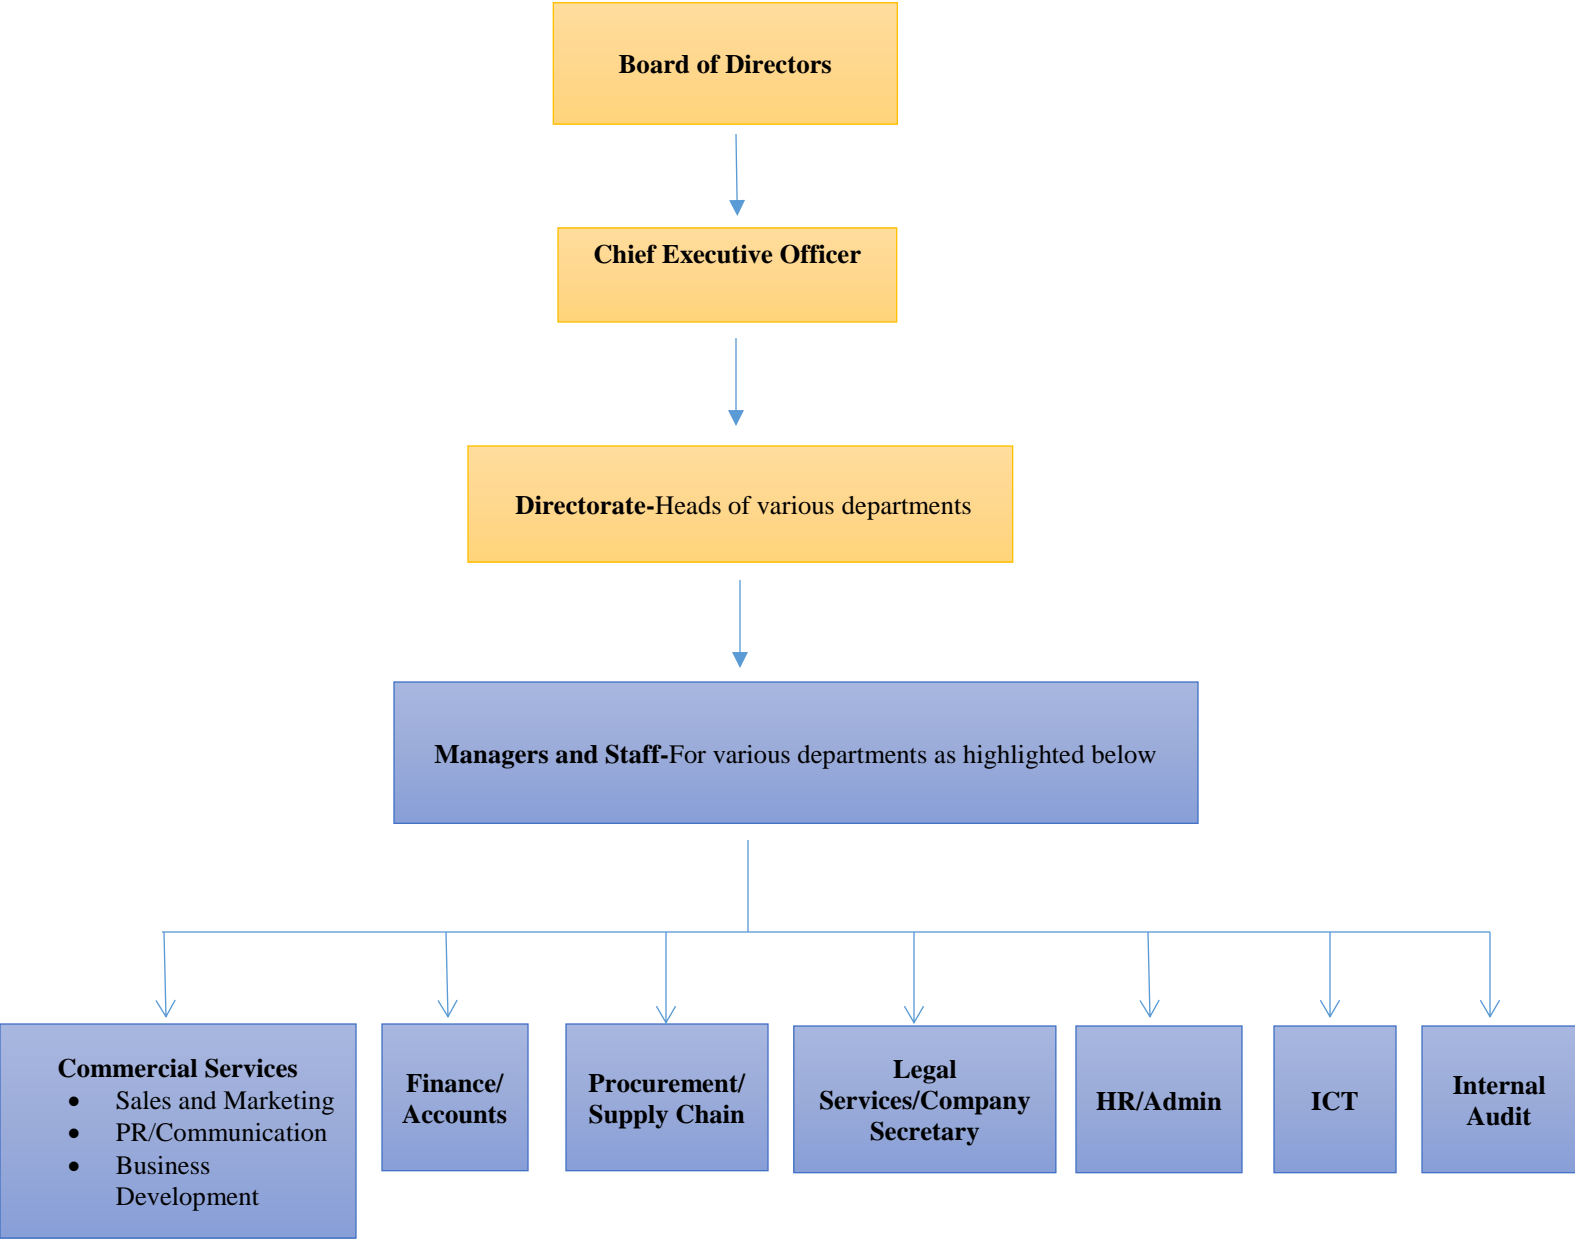 Board of Directors
Chief Executive Officer
Directorate-Heads of various departments
Managers and Staff-For various departments as highlighted below
Commercial Services
• Sales and Marketing
• PR/Communication
• Business
Development
Finance/
Accounts
Procurement/
Supply Chain
Legal
Services/Company
Secretary
HR/Admin
ICT
Internal
Audit